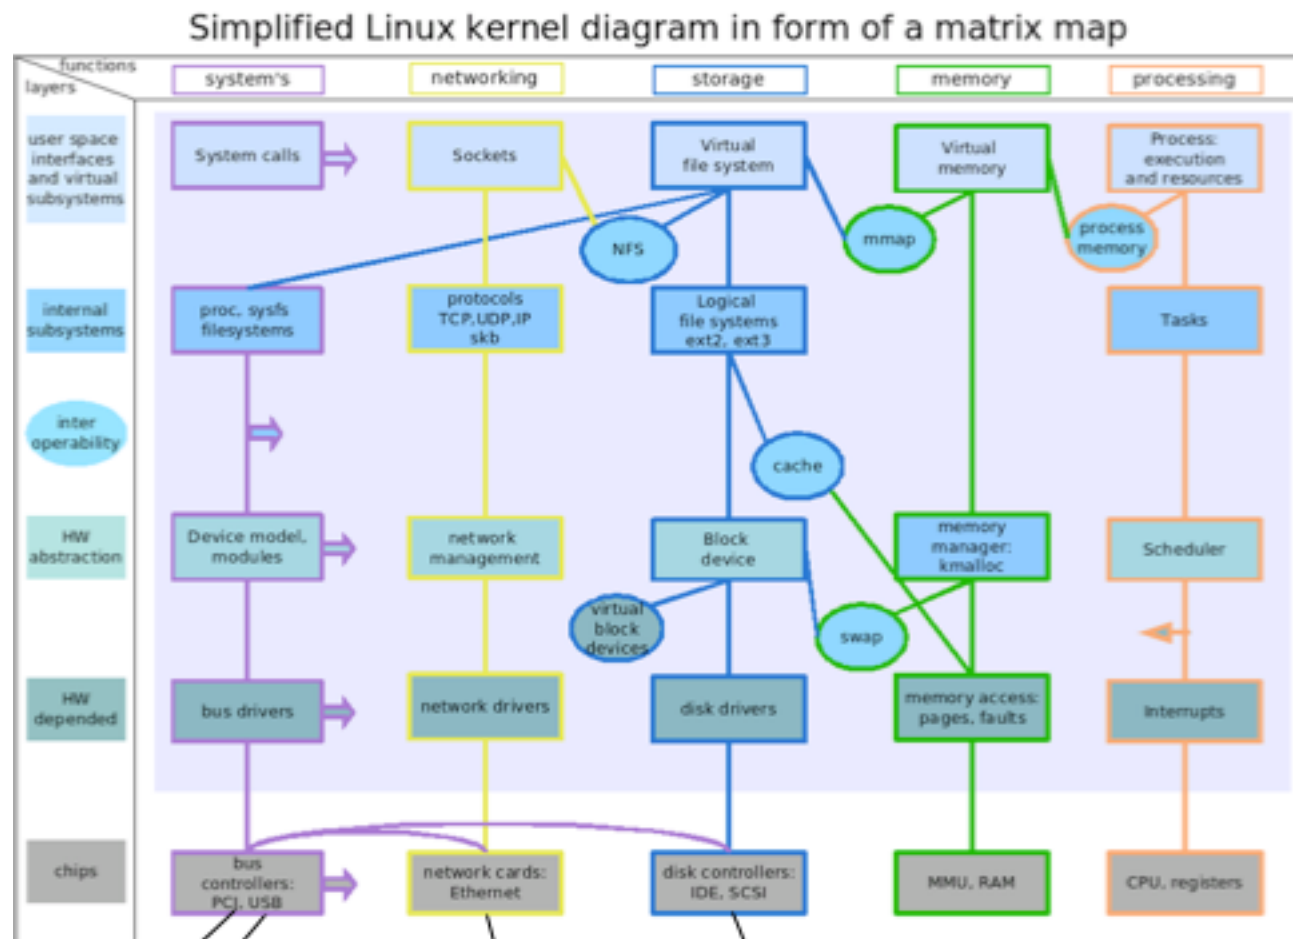 Simplified Linux kernel diagram in form of a matrix map
functions
layers
system's
networking
storage
memory
processing
user space
interfaces
and virtual
subsystems
System calls
Sockets
Virtual
file system
Virtual
memory
Process:
execution
and resources
NFS
mmap
process
memory
internal
subsystems
proc, sysfs
filesystems
protocols
TCP,UDP,IP
skb
Logical
file systems
ext2, ext3
Tasks
inter
operability
cache
HW
abstraction
Device model,
modules
network
management
Block
device
memory
manager:
kmalloc
Scheduler
virtual
block
devices
swap
HW
depended
bus drivers
network drivers
disk drivers
memory access:
pages, faults
Interrupts
chips
bus
controllers:
PCI, USB
network cards:
Ethernet
disk controllers:
IDE, SCSI
MMU, RAM
CPU, registers